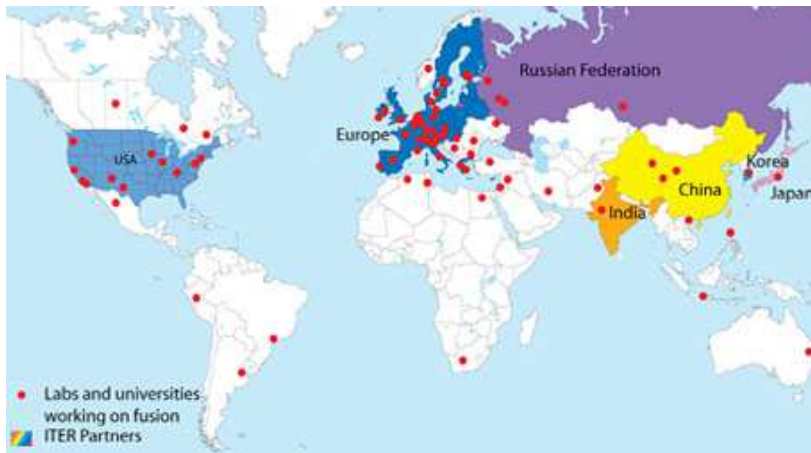 Russian Federation
Europe
USA
Korea
China
Japan
India
Labs and universities
working on fusion
ITER Partners